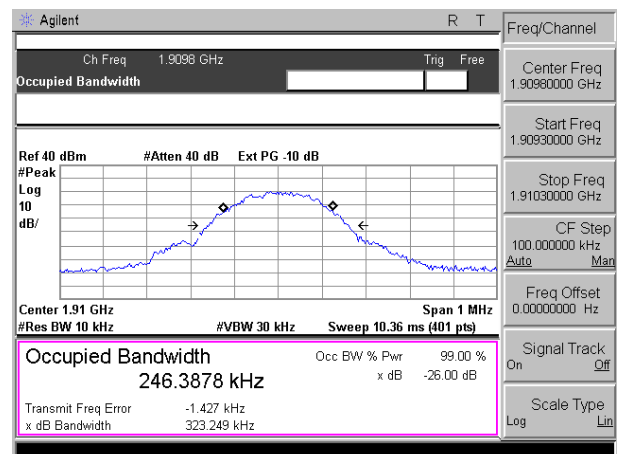 Agilent R T
Freq/Channel
Ch Freq 1.9098 GHz Trig Free
Occupied Bandwidth
Center Freq
1.90980000 GHz
Start Freq
1.90930000 GHz
Stop Freq
1.91030000 GHz
CF Step
100.000000 kHz
Auto Man
Freq Offset
0.00000000 Hz
Signal Track
On Off
Scale Type
Log Lin
Ref 40 dBm #Atten 40 dB Ext PG -10 dB
#Peak
Log
10
dB/
Center 1.91 GHz Span 1 MHz
#Res BW 10 kHz #VBW 30 kHz Sweep 10.36 ms (401 pts)
Occupied Bandwidth Occ BW % Pwr 99.00 %
246.3878 kHz x dB -26.00 dB
Transmit Freq Error -1.427 kHz
x dB Bandwidth 323.249 kHz